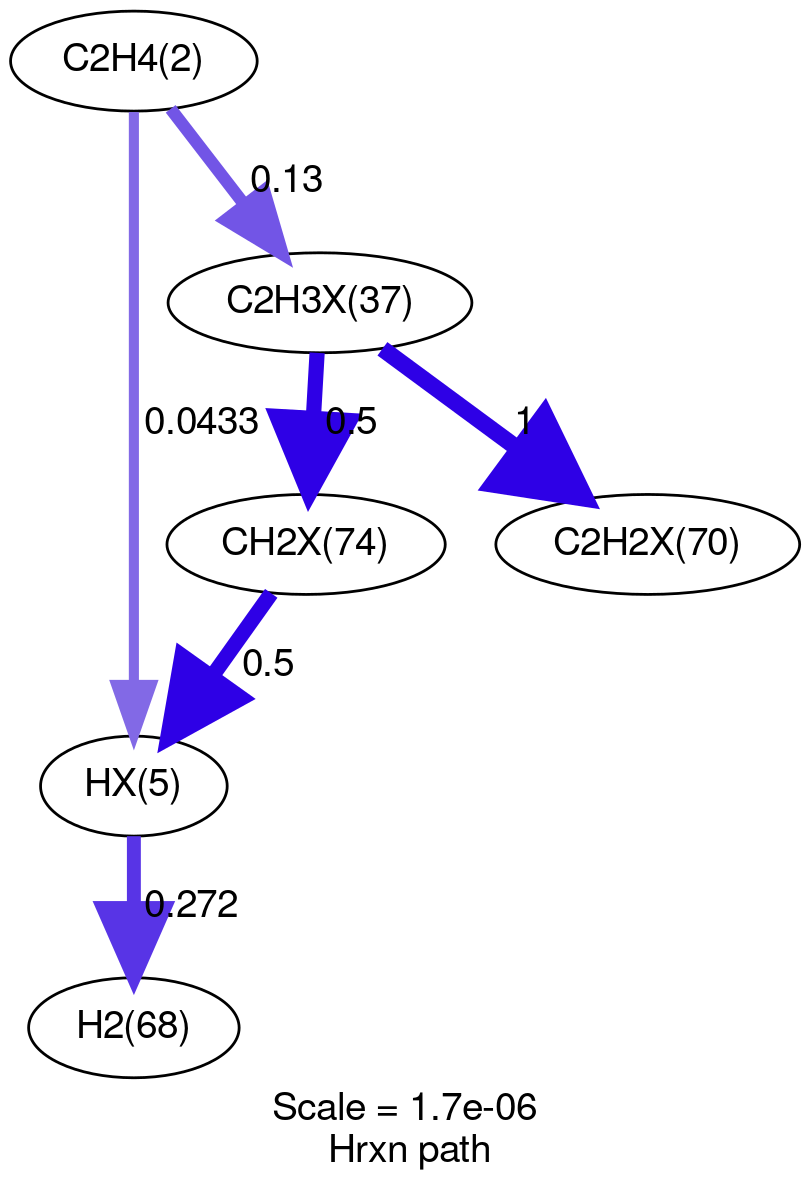 C2H4(2)
0.13
C2H3X(37)
0.0433
0.5
1
CH2X(74)
C2H2X(70)
0.5
HX(5)
0.272
H2(68)
Scale = 1.7e-06
Hrxn path